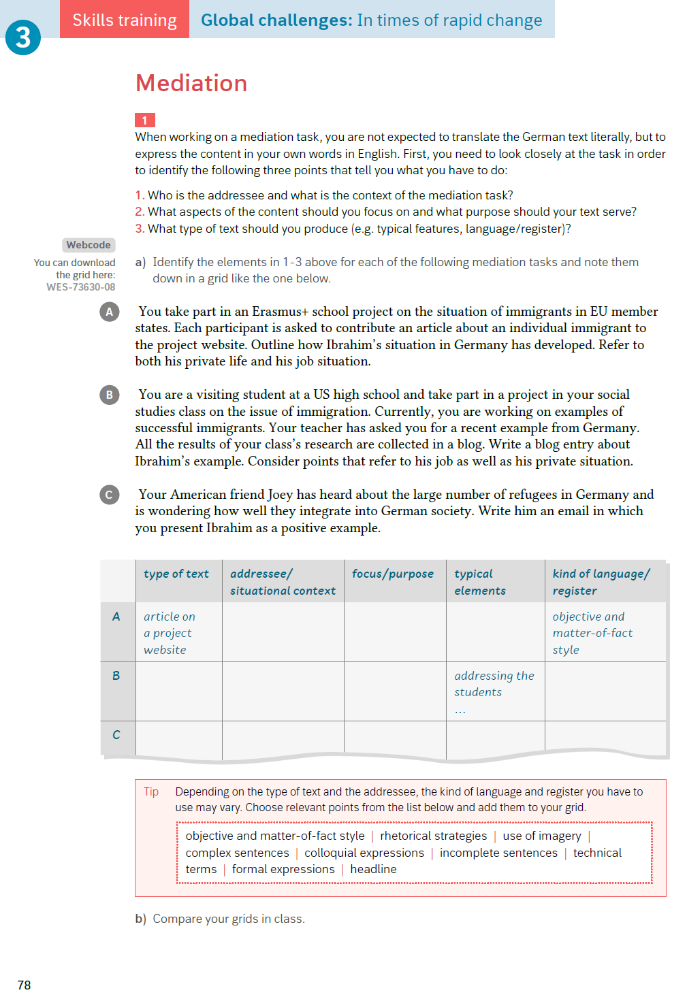 Skills training
Global challenges: In times of rapid change
3
Mediation
1
When working on a mediation task, you are not expected to translate the German text literally, but to
express the content in your own words in English. First, you need to look closely at the task in order
to identify the following three points that tell you what you have to do:
1. Who is the addressee and what is the context of the mediation task?
2. What aspects of the content should you focus on and what purpose should your text serve?
3. What type of text should you produce (e.g. typical features, language/register)?
Webcode
You can download
the grid here:
WES-73630-08
a) Identify the elements in 1-3 above for each of the following mediation tasks and note them
down in a grid like the one below.
A You take part in an Erasmus+ school project on the situation of immigrants in EU member
states. Each participant is asked to contribute an article about an individual immigrant to
the project website. Outline how Ibrahim’s situation in Germany has developed. Refer to
both his private life and his job situation.
B You are a visiting student at a US high school and take part in a project in your social
studies class on the issue of immigration. Currently, you are working on examples of
successful immigrants. Your teacher has asked you for a recent example from Germany.
All the results of your class’s research are collected in a blog. Write a blog entry about
Ibrahim’s example. Consider points that refer to his job as well as his private situation.
C Your American friend Joey has heard about the large number of refugees in Germany and
is wondering how well they integrate into German society. Write him an email in which
you present Ibrahim as a positive example.
type of text
addressee/
situational context
focus/purpose
typical
elements
kind of language/
register
A
article on
a project
website
objective and
matter-of-fact
style
B
addressing the
students
...
C
Tip
Depending on the type of text and the addressee, the kind of language and register you have to
use may vary. Choose relevant points from the list below and add them to your grid.
objective and matter-of-fact style | rhetorical strategies | use of imagery |
complex sentences | colloquial expressions | incomplete sentences | technical
terms | formal expressions | headline
b) Compare your grids in class.
78